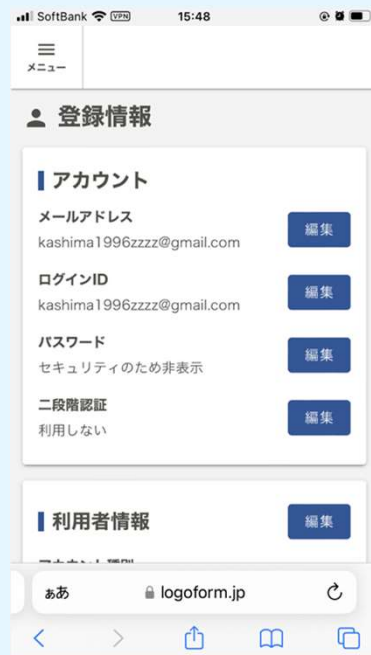 SoftBank VPN 15:48
メニュー
登録情報
アカウント
メールアドレス
kashima1996zzzz@gmail.com
編集
ログインID
kashima1996zzzz@gmail.com
編集
パスワード
セキュリティのため非表示
編集
二段階認証
利用しない
編集
利用者情報
編集
ぁあ logoform.jp